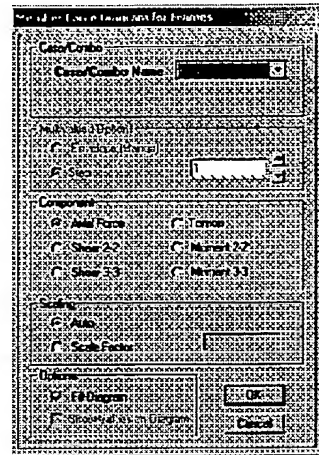 Member Force Diagrams for Frames
Case/Combo
Case/Combo Name
Multivalued Options
Envelope (Range)
Step
1
Component
Axial Force
Torsion
Shear 2-2
Moment 2-2
Shear 3-3
Moment 3-3
Scaling
Auto
Scale Factor
Options
Fill Diagram
OK
Show Values on Diagram
Cancel